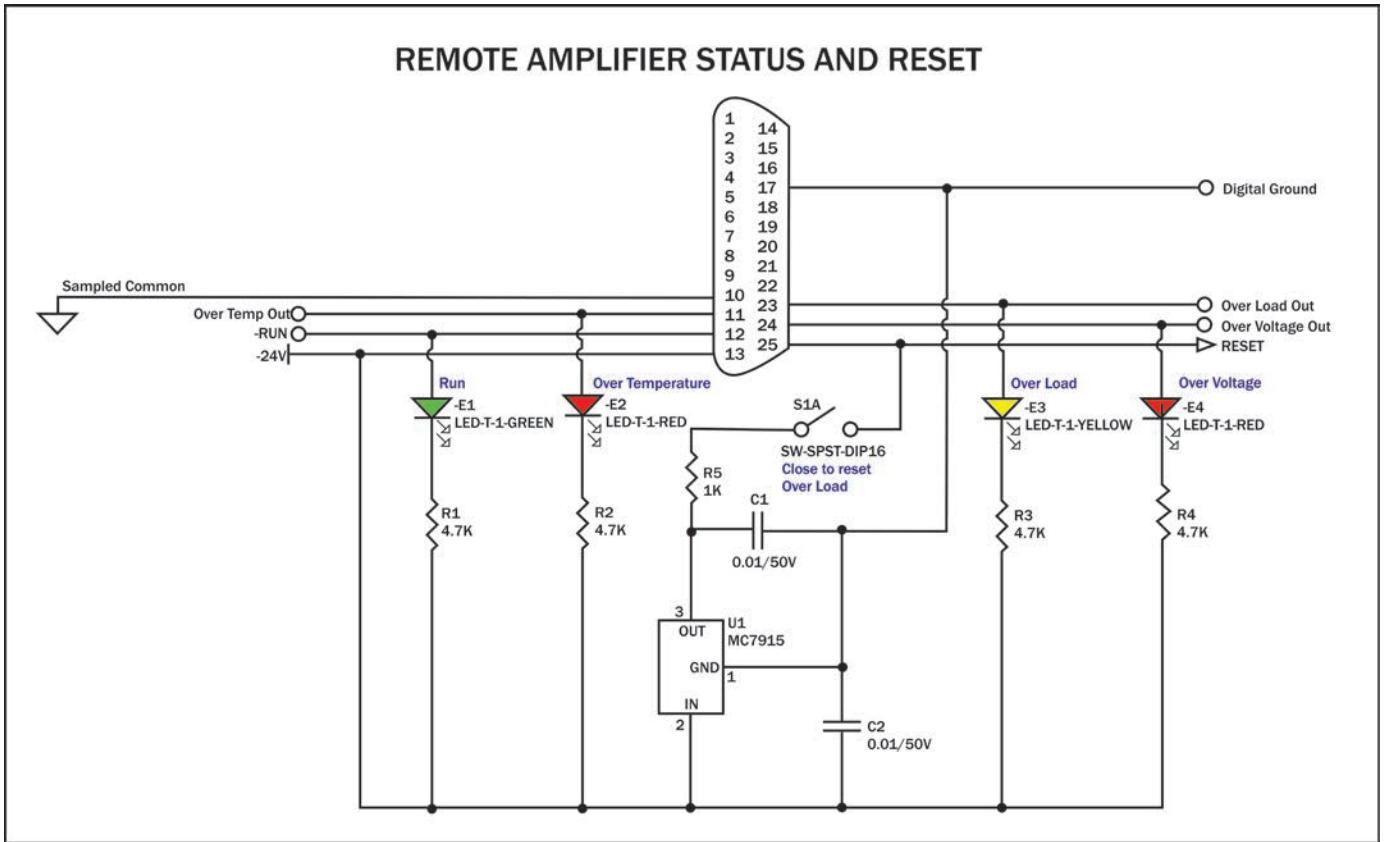 REMOTE AMPLIFIER STATUS AND RESET
1
2
3
4
5
6
7
8
9
10
11
12
13
14
15
16
17
18
19
20
21
22
23
24
25
Digital Ground
Sampled Common
Over Temp Out
-RUN
-24V
Over Load Out
Over Voltage Out
RESET
Run
-E1
LED-T-1-GREEN
Over Temperature
-E2
LED-T-1-RED
S1A
SW-SPST-DIP16
Close to reset
Over Load
Over Load
-E3
LED-T-1-YELLOW
Over Voltage
-E4
LED-T-1-RED
R1
4.7K
R2
4.7K
R5
1K
C1
0.01/50V
R3
4.7K
R4
4.7K
3
OUT
U1
MC7915
GND
1
IN
2
C2
0.01/50V